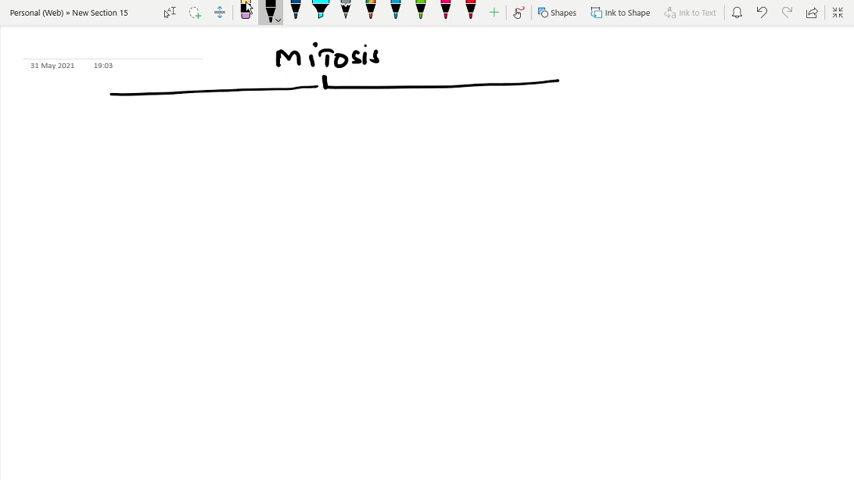 Personal (Web) » New Section 15
Shapes
Ink to Shape
Ink to Text
Mitosis
31 May 2021 19:03